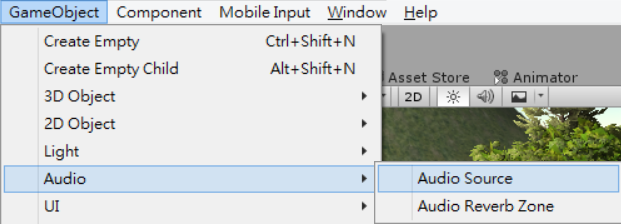 GameObject Component Mobile Input Window Help
Create Empty Ctrl+Shift+N
Create Empty Child Alt+Shift+N
3D Object
Asset Store Animator
2D Object
2D
Light
Audio
Audio Source
UI
Audio Reverb Zone